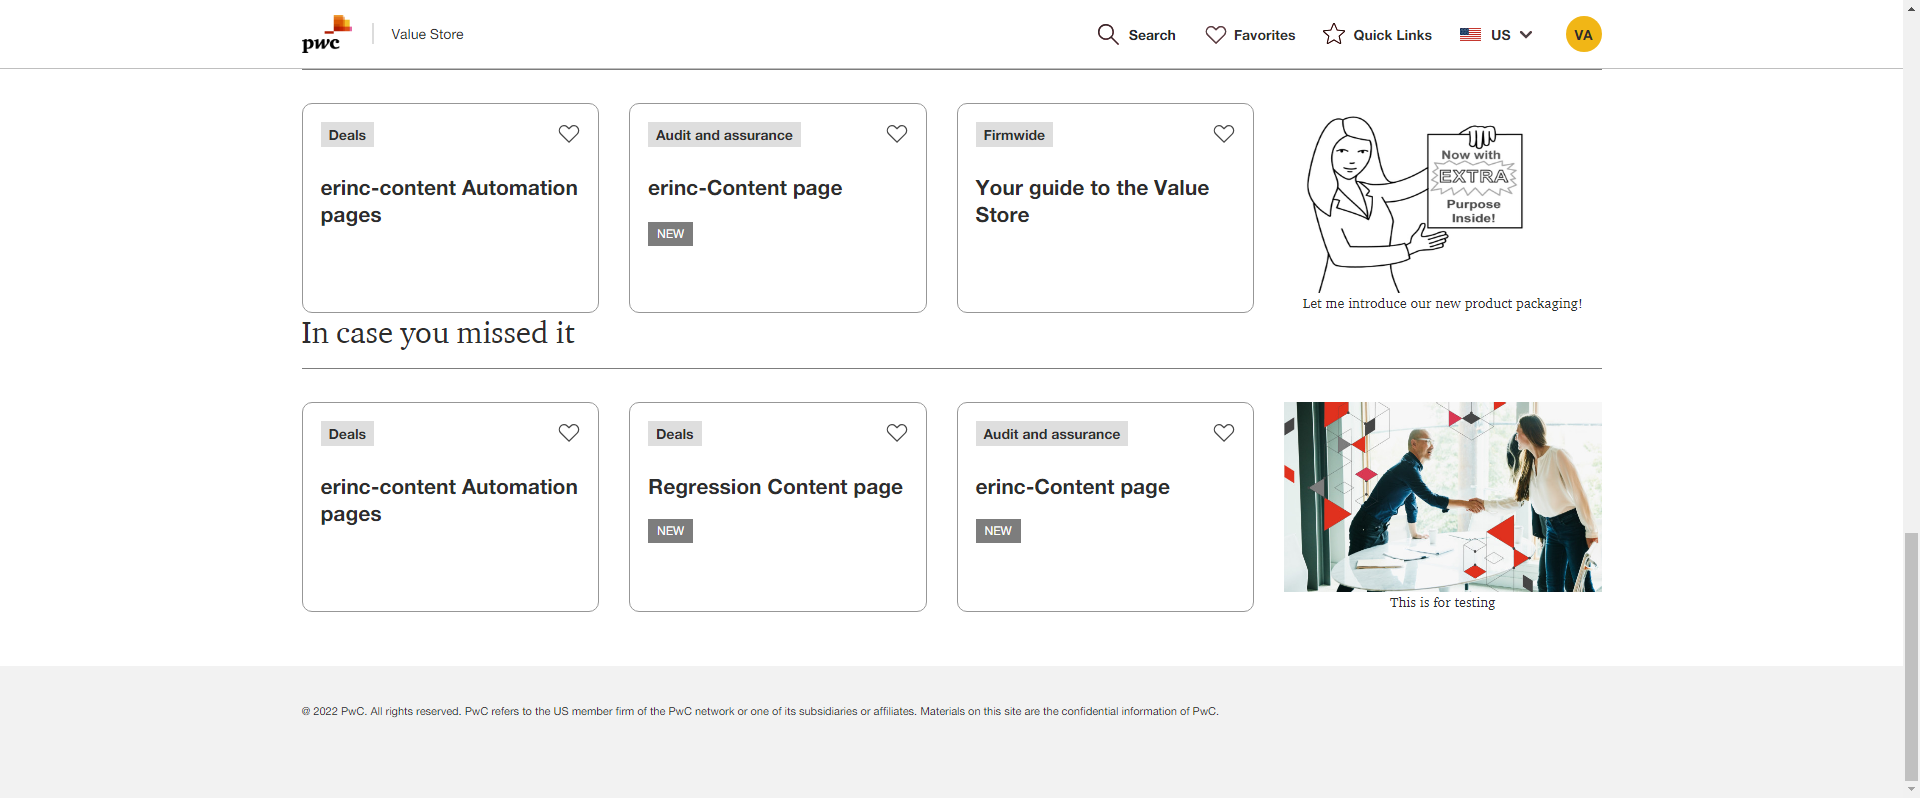 pwc
Value Store
Search
Favorites
Quick Links
US
VA
Deals
erinc-content Automation
pages
Audit and assurance
erinc-Content page
NEW
Firmwide
Your guide to the Value
Store
Now with
EXTRA
Purpose
Inside!
Let me introduce our new product packaging!
In case you missed it
Deals
erinc-content Automation
pages
Deals
Regression Content page
NEW
Audit and assurance
erinc-Content page
NEW
This is for testing
@ 2022 PwC. All rights reserved. PwC refers to the US member firm of the PwC network or one of its subsidiaries or affiliates. Materials on this site are the confidential information of PwC.